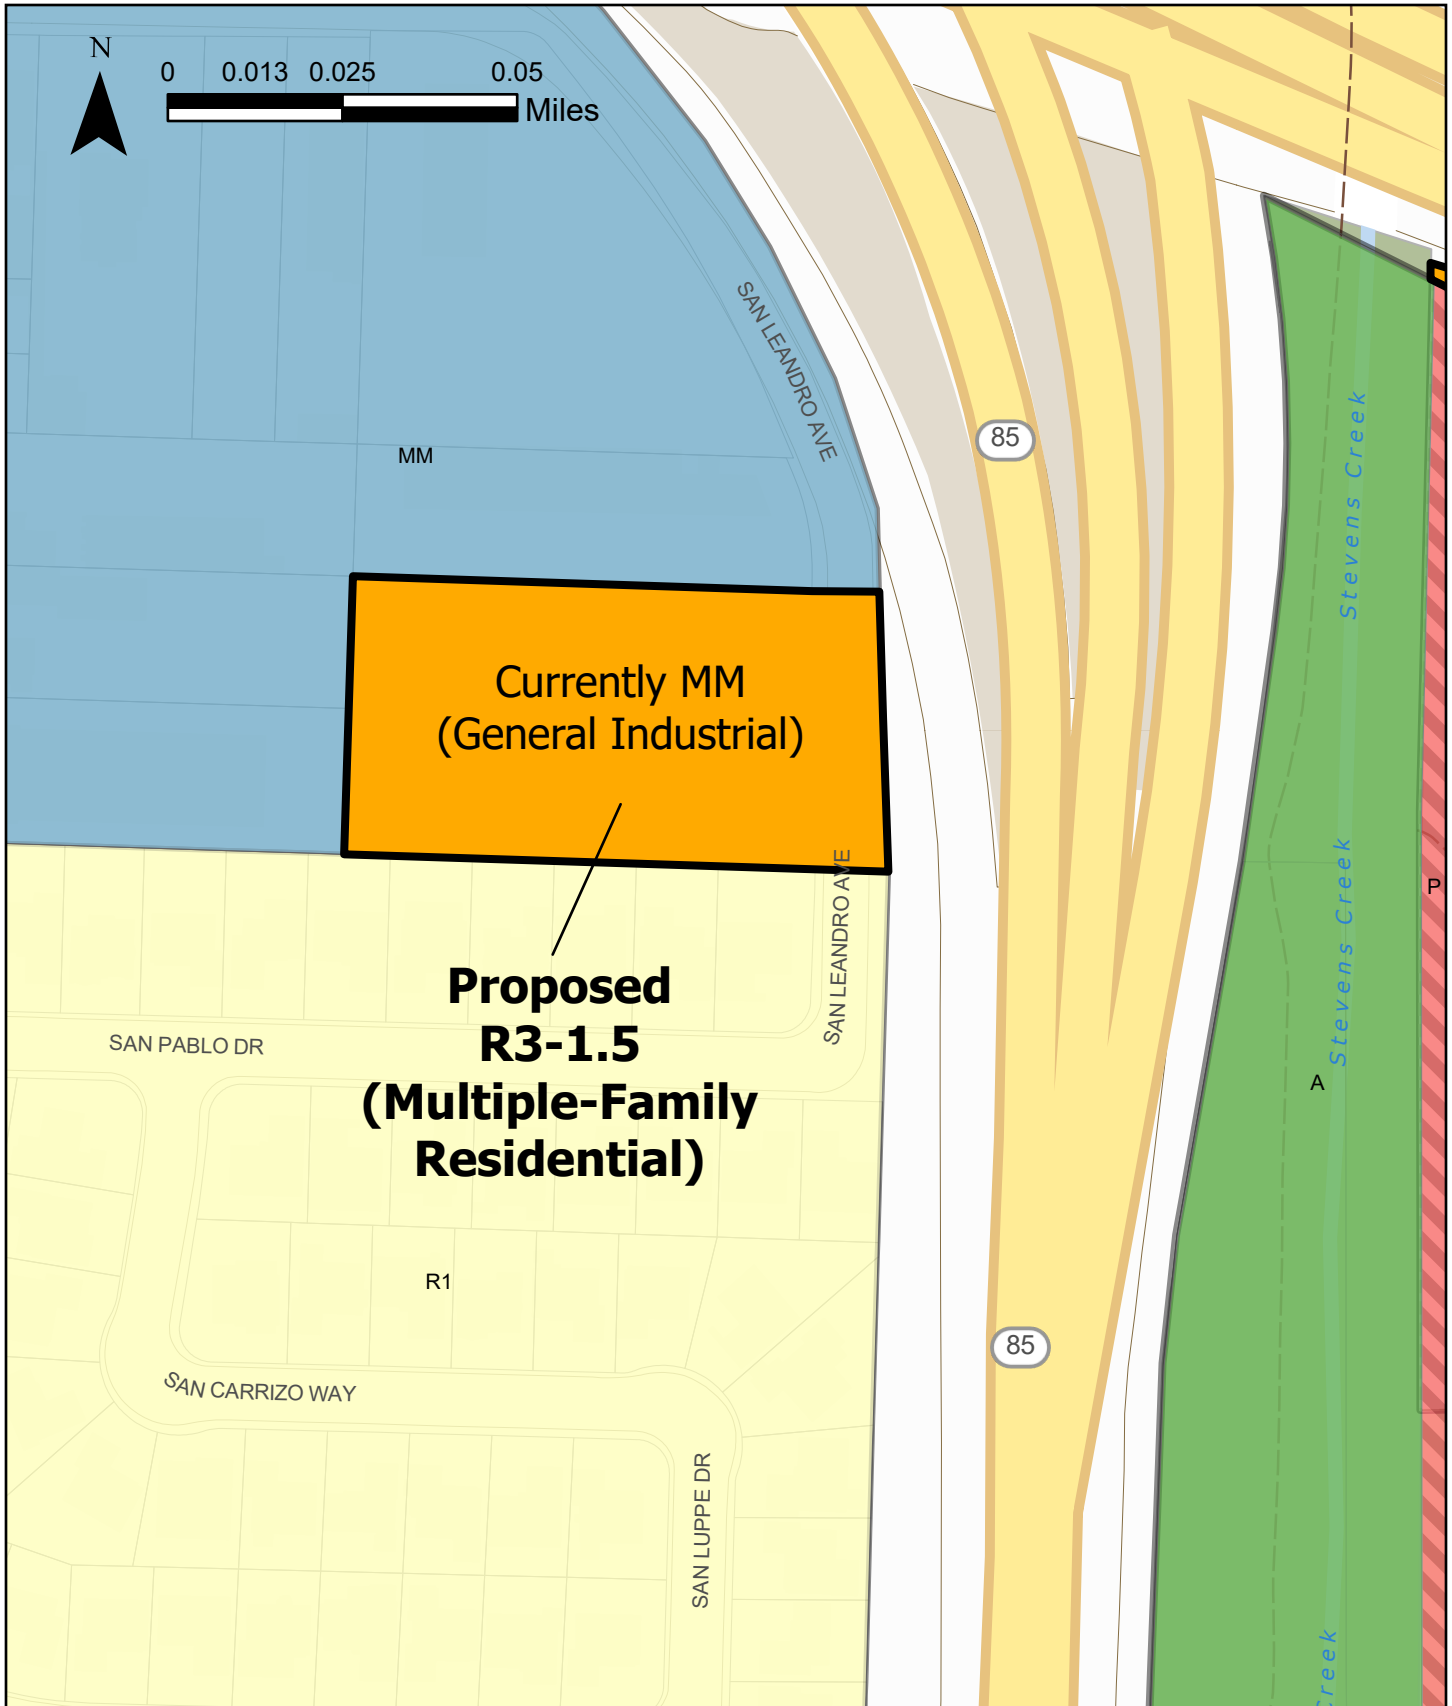 N
0 0.013 0.025 0.05
Miles
SAN LEANDRO AVE
85
MM
Stevens Creek
Currently MM
(General Industrial)
SAN LEANDRO AVE
Stevens Creek
P
Proposed
R3-1.5
(Multiple-Family
Residential)
SAN PABLO DR
A
R1
85
SAN CARRIZO WAY
SAN LUPPE DR
Creek